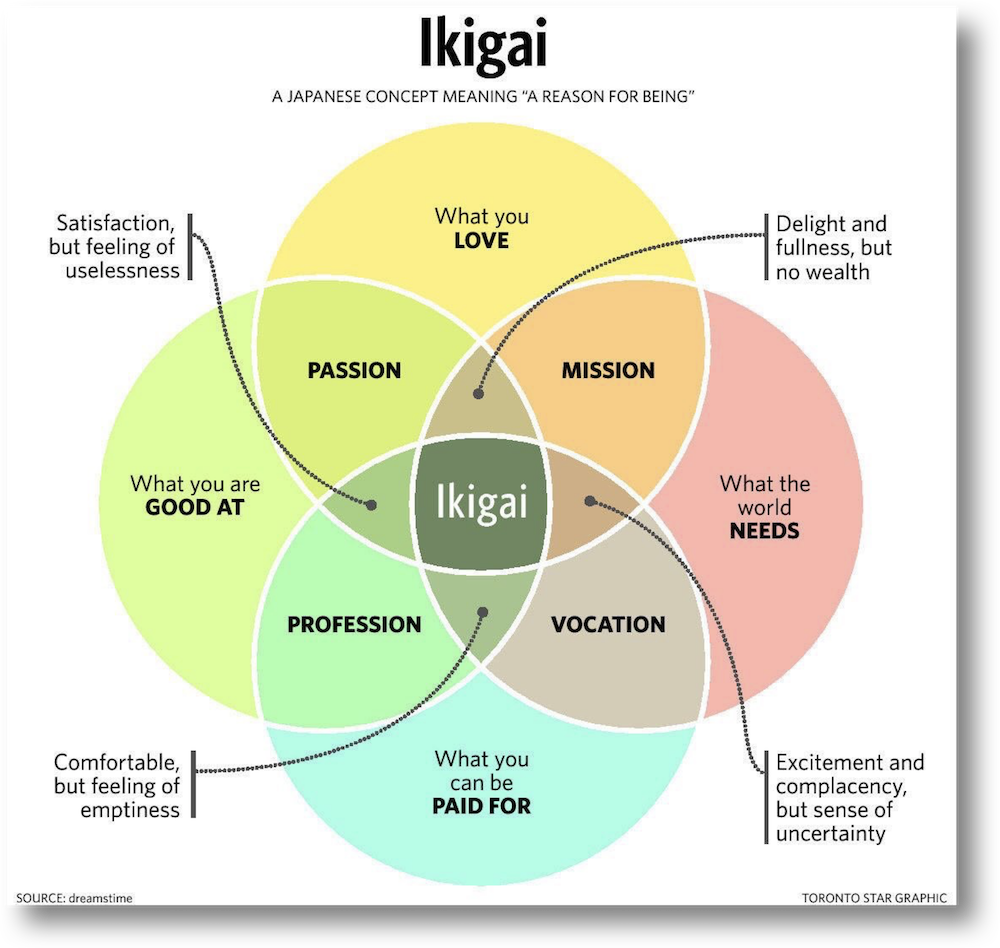 Ikigai
A JAPANESE CONCEPT MEANING “A REASON FOR BEING”
Satisfaction,
but feeling of
uselessness
What you
LOVE
Delight and
fullness, but
no wealth
PASSION
MISSION
What you are
GOOD AT
Ikigai
What the
world
NEEDS
PROFESSION
VOCATION
Comfortable,
but feeling of
emptiness
What you
can be
PAID FOR
Excitement and
complacency,
but sense of
uncertainty
SOURCE: dreamstime
TORONTO STAR GRAPHIC